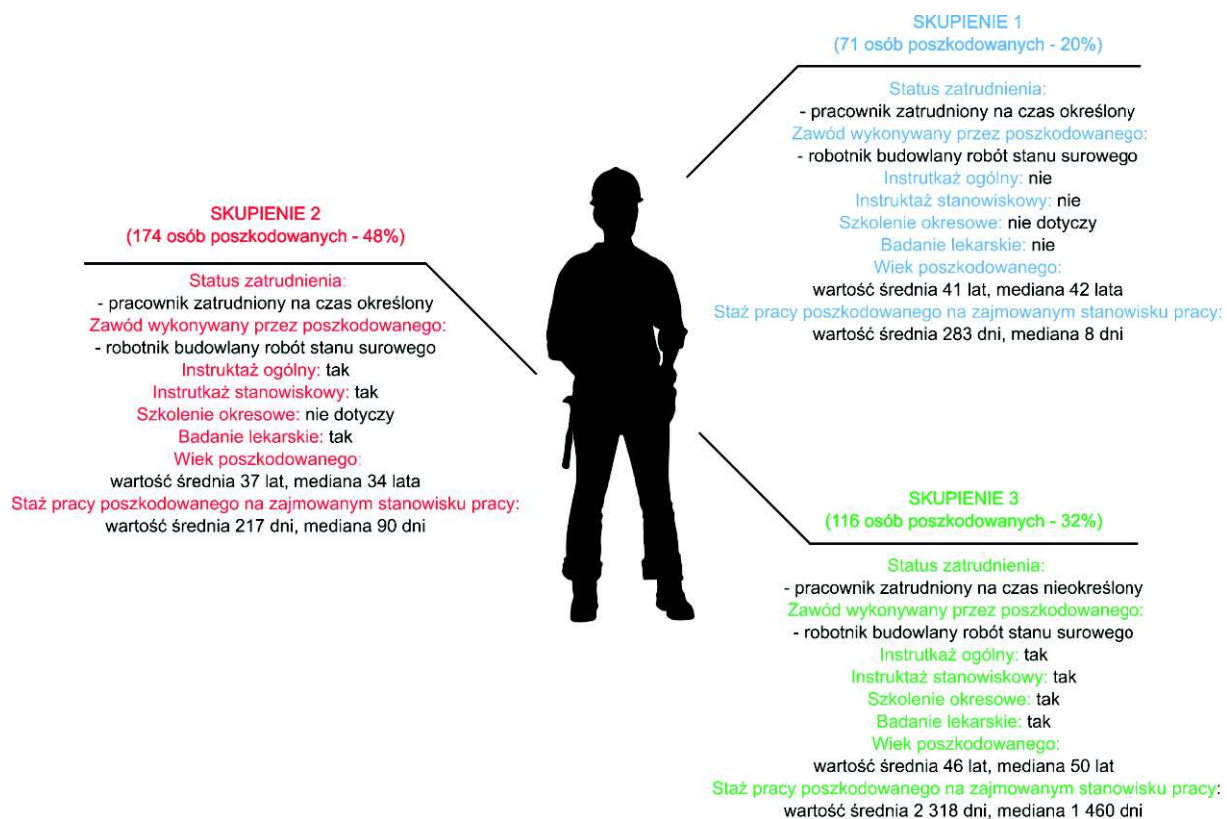 SKUPIENIE 1
(71 osób poszkodowanych - 20%)
Status zatrudnienia:
- pracownik zatrudniony na czas określony
Zawód wykonywany przez poszkodowanego:
- robotnik budowlany robót stanu surowego
Instrutkaż ogólny: nie
Instruktaż stanowiskowy: nie
Szkolenie okresowe: nie dotyczy
Badanie lekarskie: nie
Wiek poszkodowanego:
wartość średnia 41 lat, mediana 42 lata
Staż pracy poszkodowanego na zajmowanym stanowisku pracy:
wartość średnia 283 dni, mediana 8 dni
SKUPIENIE 2
(174 osób poszkodowanych - 48%)
Status zatrudnienia:
- pracownik zatrudniony na czas określony
Zawód wykonywany przez poszkodowanego:
- robotnik budowlany robót stanu surowego
Instruktaż ogólny: tak
Instrutkaż stanowiskowy: tak
Szkolenie okresowe: nie dotyczy
Badanie lekarskie: tak
Wiek poszkodowanego:
wartość średnia 37 lat, mediana 34 lata
Staż pracy poszkodowanego na zajmowanym stanowisku pracy:
wartość średnia 217 dni, mediana 90 dni
SKUPIENIE 3
(116 osób poszkodowanych - 32%)
Status zatrudnienia:
- pracownik zatrudniony na czas nieokreślony
Zawód wykonywany przez poszkodowanego:
- robotnik budowlany robót stanu surowego
Instrutkaż ogólny: tak
Instruktaż stanowiskowy: tak
Szkolenie okresowe: tak
Badanie lekarskie: tak
Wiek poszkodowanego:
wartość średnia 46 lat, mediana 50 lat
Staż pracy poszkodowanego na zajmowanym stanowisku pracy:
wartość średnia 2 318 dni, mediana 1 460 dni